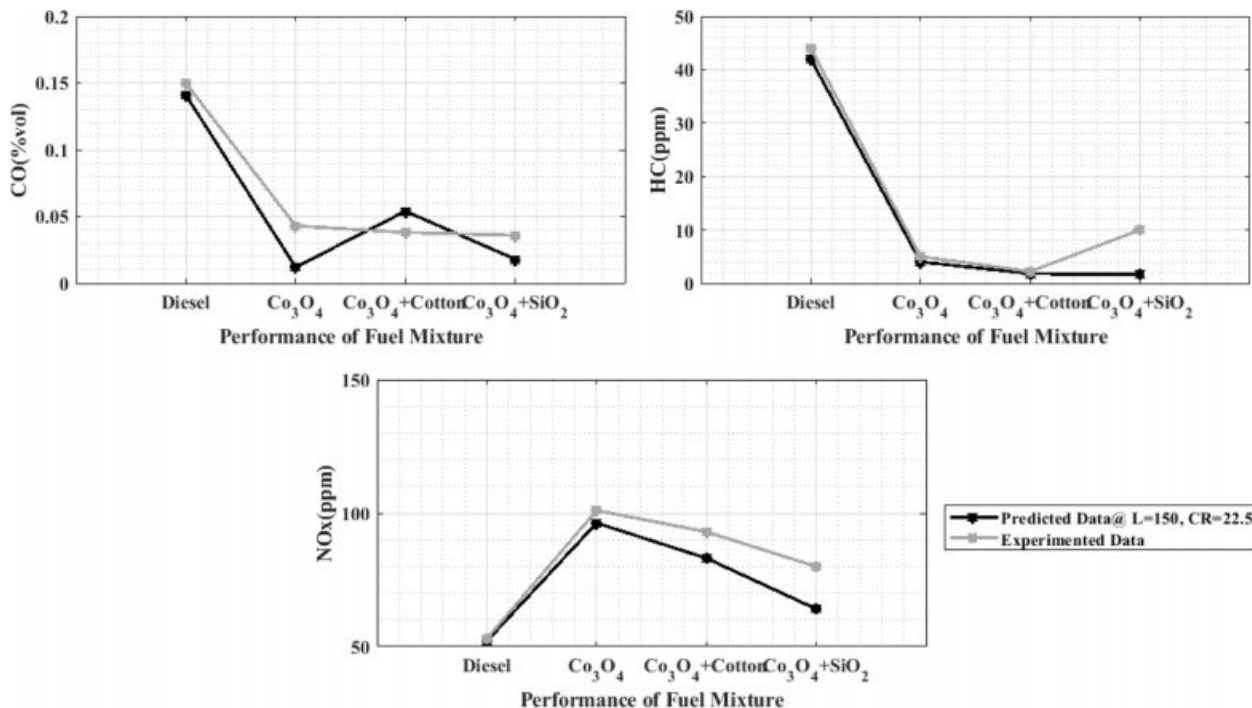 0.2
0.15
0.1
0.05
0
CO(%vol)
Diesel Co₃O₄ Co₃O₄+Cotton Co₃O₄+SiO₂
Performance of Fuel Mixture
50
40
30
20
10
0
HC(ppm)
Diesel Co₃O₄ Co₃O₄+Cotton Co₃O₄+SiO₂
Performance of Fuel Mixture
150
100
50
NOx(ppm)
Diesel Co₃O₄ Co₃O₄+Cotton Co₃O₄+SiO₂
Performance of Fuel Mixture
Predicted Data@ L=150, CR=22.5
Experimented Data